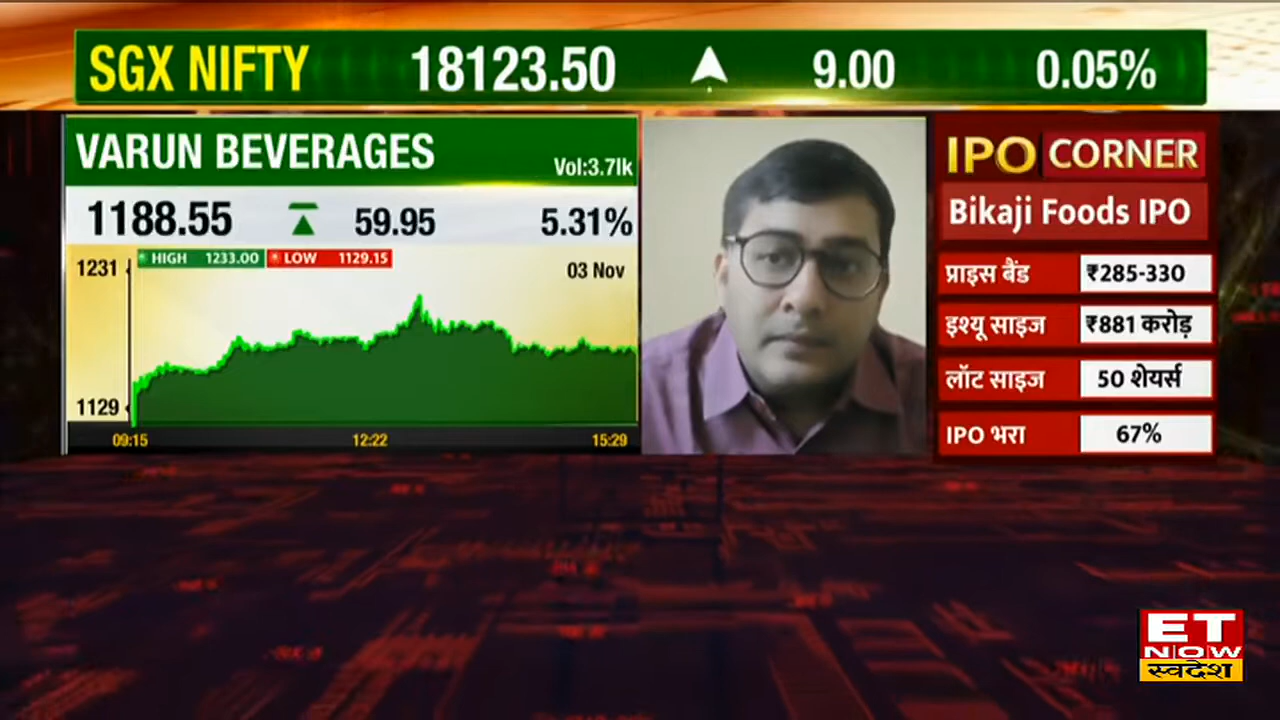 SGX NIFTY 18123.50 9.00 0.05%
VARUN BEVERAGES Vol:3.7lk
1188.55 59.95 5.31%
HIGH 1233.00 LOW 1129.15
1231 03 Nov
1129
09:15 12:22 15:29
IPO CORNER
Bikaji Foods IPO
प्राइस बैंड ₹285-330
इश्यू साइज ₹881 करोड़
लॉट साइज 50 शेयर्स
IPO भरा 67%
ET
NOW
स्वदेश